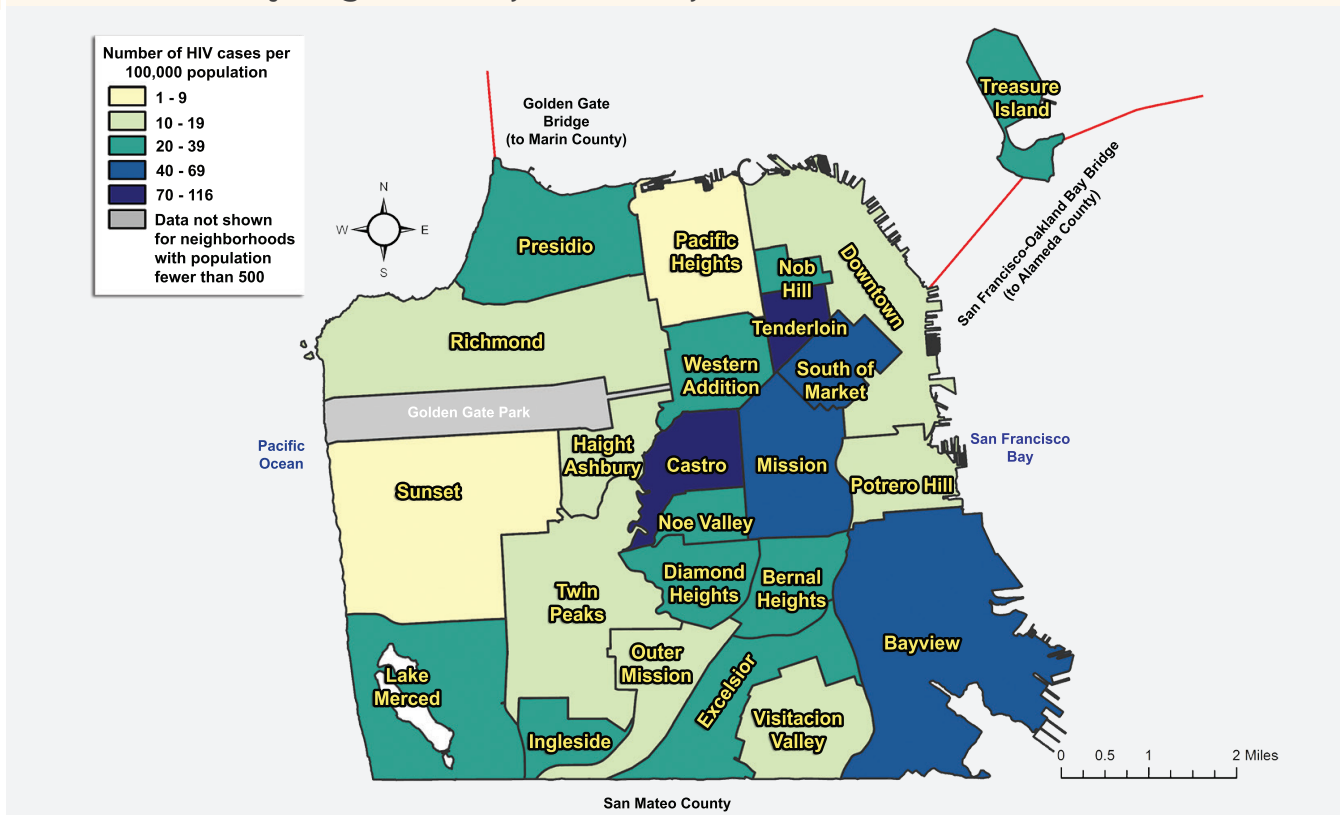 Number of HIV cases per
100,000 population
1 - 9
10 - 19
20 - 39
40 - 69
70 - 116
Data not shown
for neighborhoods
with population
fewer than 500
N
W
E
S
Golden Gate
Bridge
(to Marin County)
Treasure
Island
San Francisco-Oakland Bay Bridge
(to Alameda County)
Presidio
Pacific
Heights
Nob
Hill
Downtown
Richmond
Tenderloin
Western
Addition
South of
Market
Golden Gate Park
Pacific
Ocean
Haight
Ashbury
Castro
Mission
San Francisco
Bay
Sunset
Potrero Hill
Noe Valley
Diamond
Heights
Bernal
Heights
Twin
Peaks
Bayview
Outer
Mission
Lake
Merced
Excelsior
Visitacion
Valley
Ingleside
0 0.5 1 2 Miles
San Mateo County